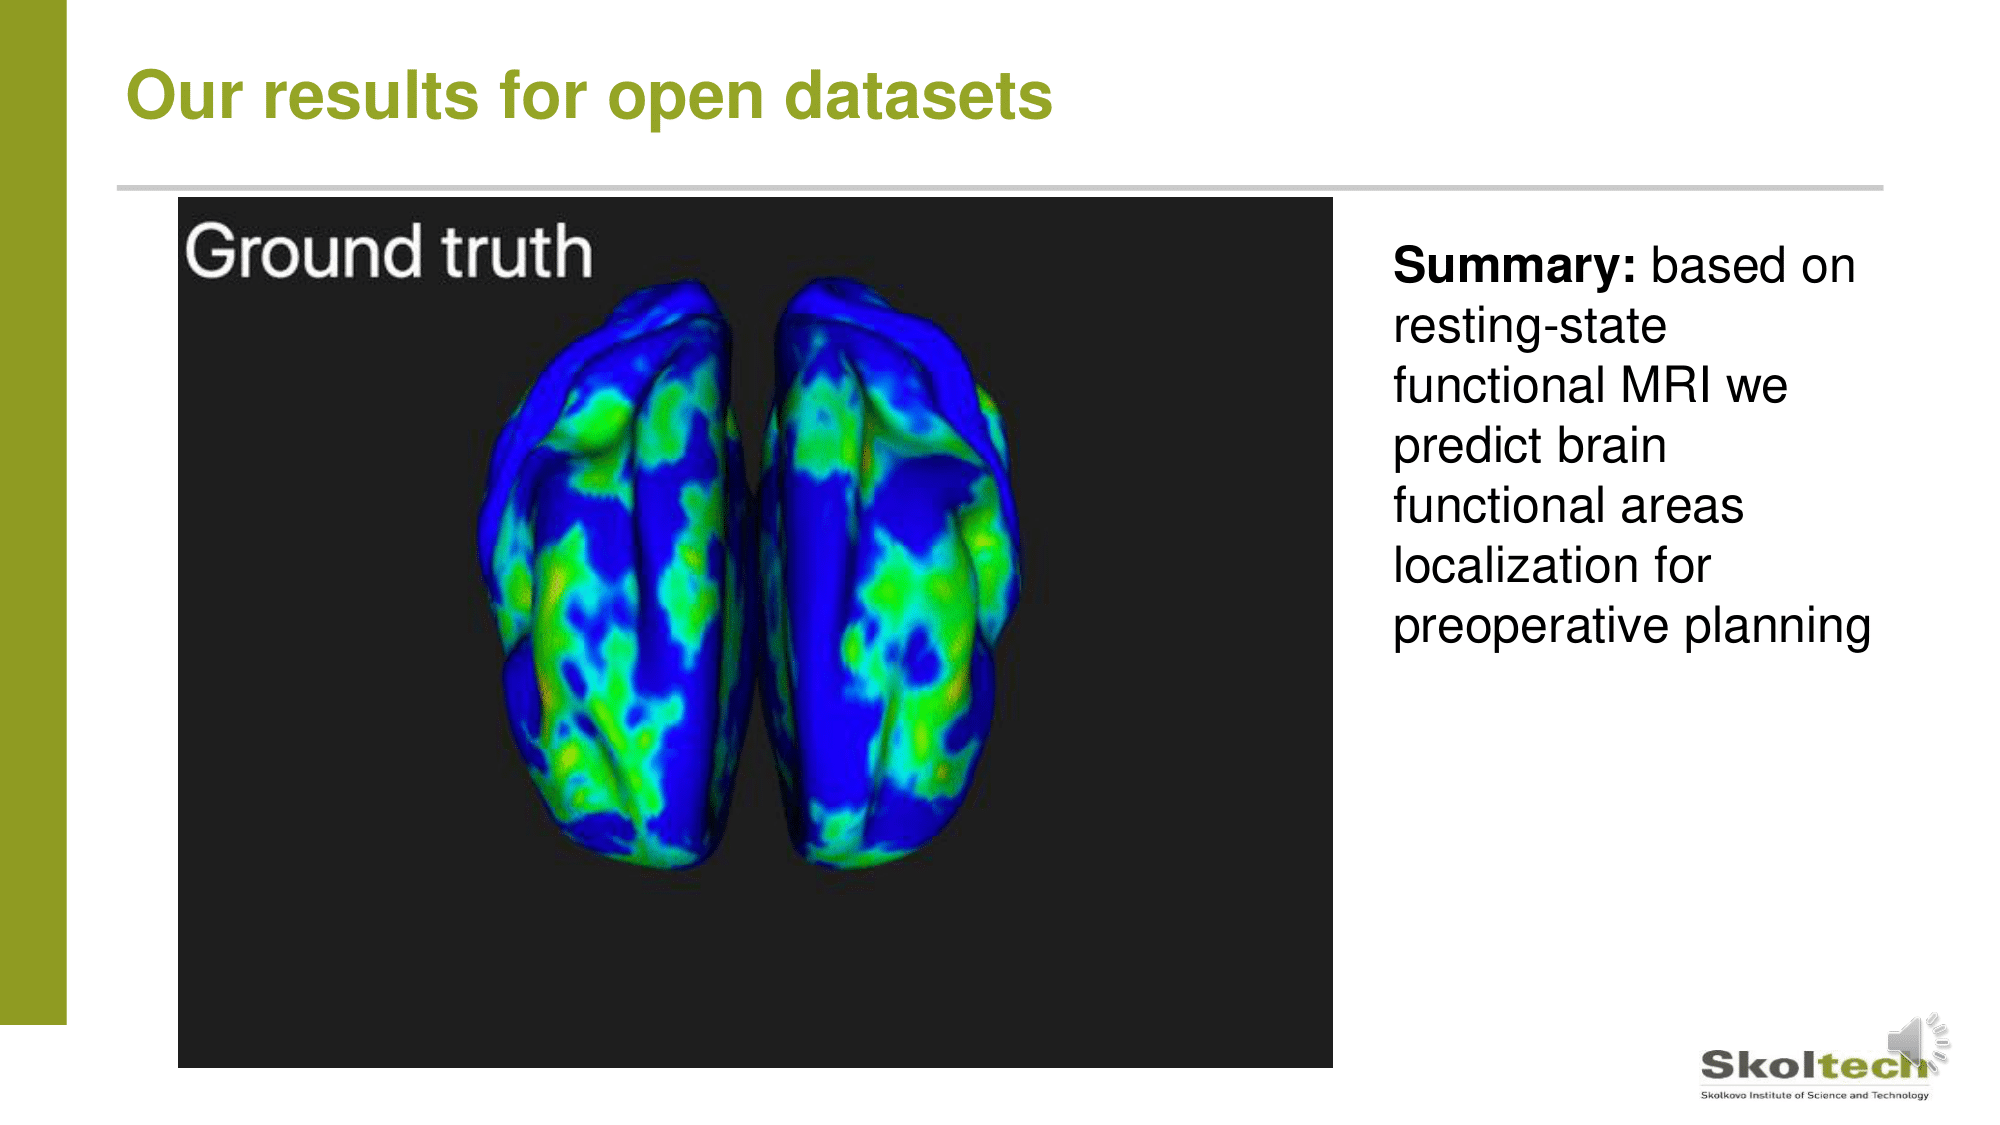 Our results for open datasets
Ground truth
Summary: based on
resting-state
functional MRI we
predict brain
functional areas
localization for
preoperative planning
Skoltech
Skolkovo Institute of Science and Technology